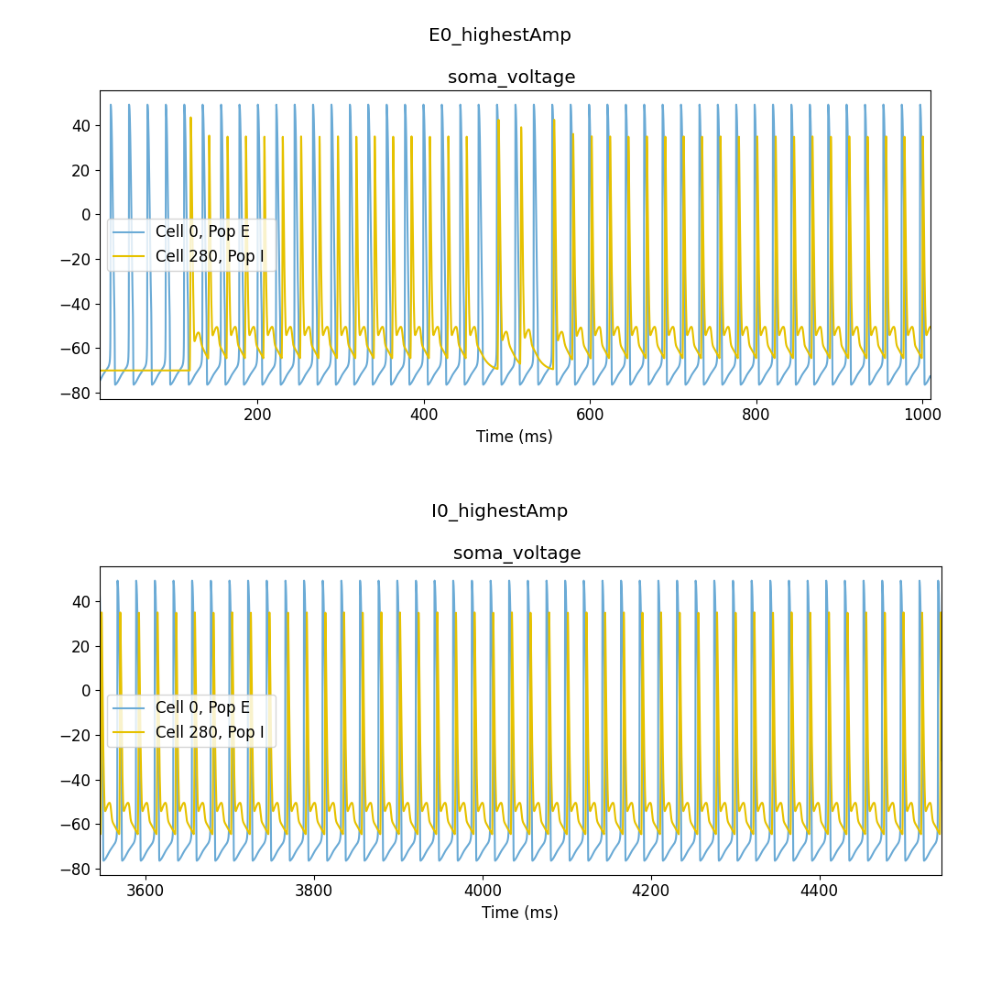 E0_highestAmp
soma_voltage
40
20
0
−20
−40
−60
−80
Cell 0, Pop E
Cell 280, Pop I
200 400 600 800 1000
Time (ms)
I0_highestAmp
soma_voltage
40
20
0
−20
−40
−60
−80
Cell 0, Pop E
Cell 280, Pop I
3600 3800 4000 4200 4400
Time (ms)